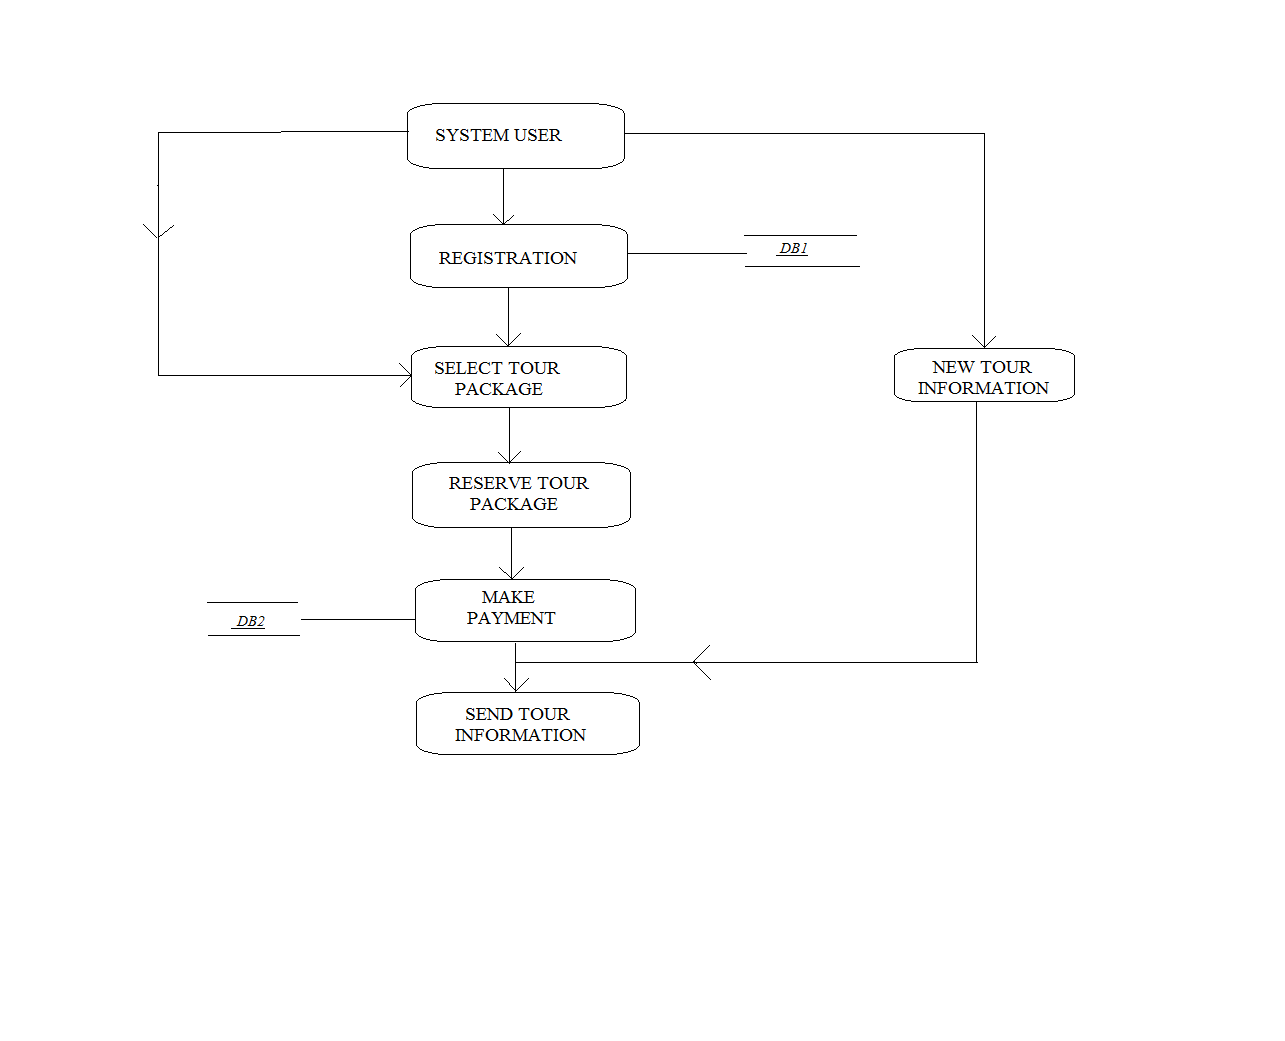 SYSTEM USER
REGISTRATION
DB1
SELECT TOUR
PACKAGE
NEW TOUR
INFORMATION
RESERVE TOUR
PACKAGE
MAKE
PAYMENT
DB2
SEND TOUR
INFORMATION